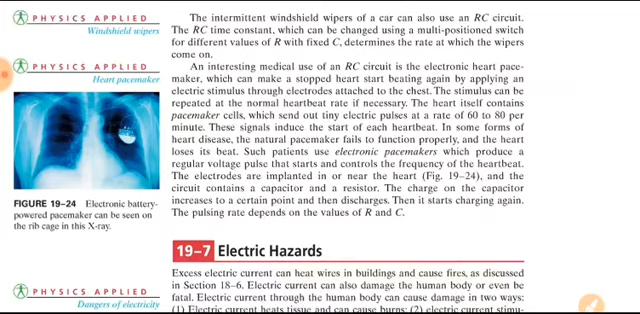 PHYSICS APPLIED
Windshield wipers
PHYSICS APPLIED
Heart pacemaker
FIGURE 19–24 Electronic battery-
powered pacemaker can be seen on
the rib cage in this X-ray.
PHYSICS APPLIED
Dangers of electricity
The intermittent windshield wipers of a car can also use an RC circuit.
The RC time constant, which can be changed using a multi-positioned switch
for different values of R with fixed C, determines the rate at which the wipers
come on.
An interesting medical use of an RC circuit is the electronic heart pace-
maker, which can make a stopped heart start beating again by applying an
electric stimulus through electrodes attached to the chest. The stimulus can be
repeated at the normal heartbeat rate if necessary. The heart itself contains
pacemaker cells, which send out tiny electric pulses at a rate of 60 to 80 per
minute. These signals induce the start of each heartbeat. In some forms of
heart disease, the natural pacemaker fails to function properly, and the heart
loses its beat. Such patients use electronic pacemakers which produce a
regular voltage pulse that starts and controls the frequency of the heartbeat.
The electrodes are implanted in or near the heart (Fig. 19–24), and the
circuit contains a capacitor and a resistor. The charge on the capacitor
increases to a certain point and then discharges. Then it starts charging again.
The pulsing rate depends on the values of R and C.
19–7 Electric Hazards
Excess electric current can heat wires in buildings and cause fires, as discussed
in Section 18–6. Electric current can also damage the human body or even be
fatal. Electric current through the human body can cause damage in two ways:
(1) Electric current heats tissue and can cause burns; (2) electric current stimu-